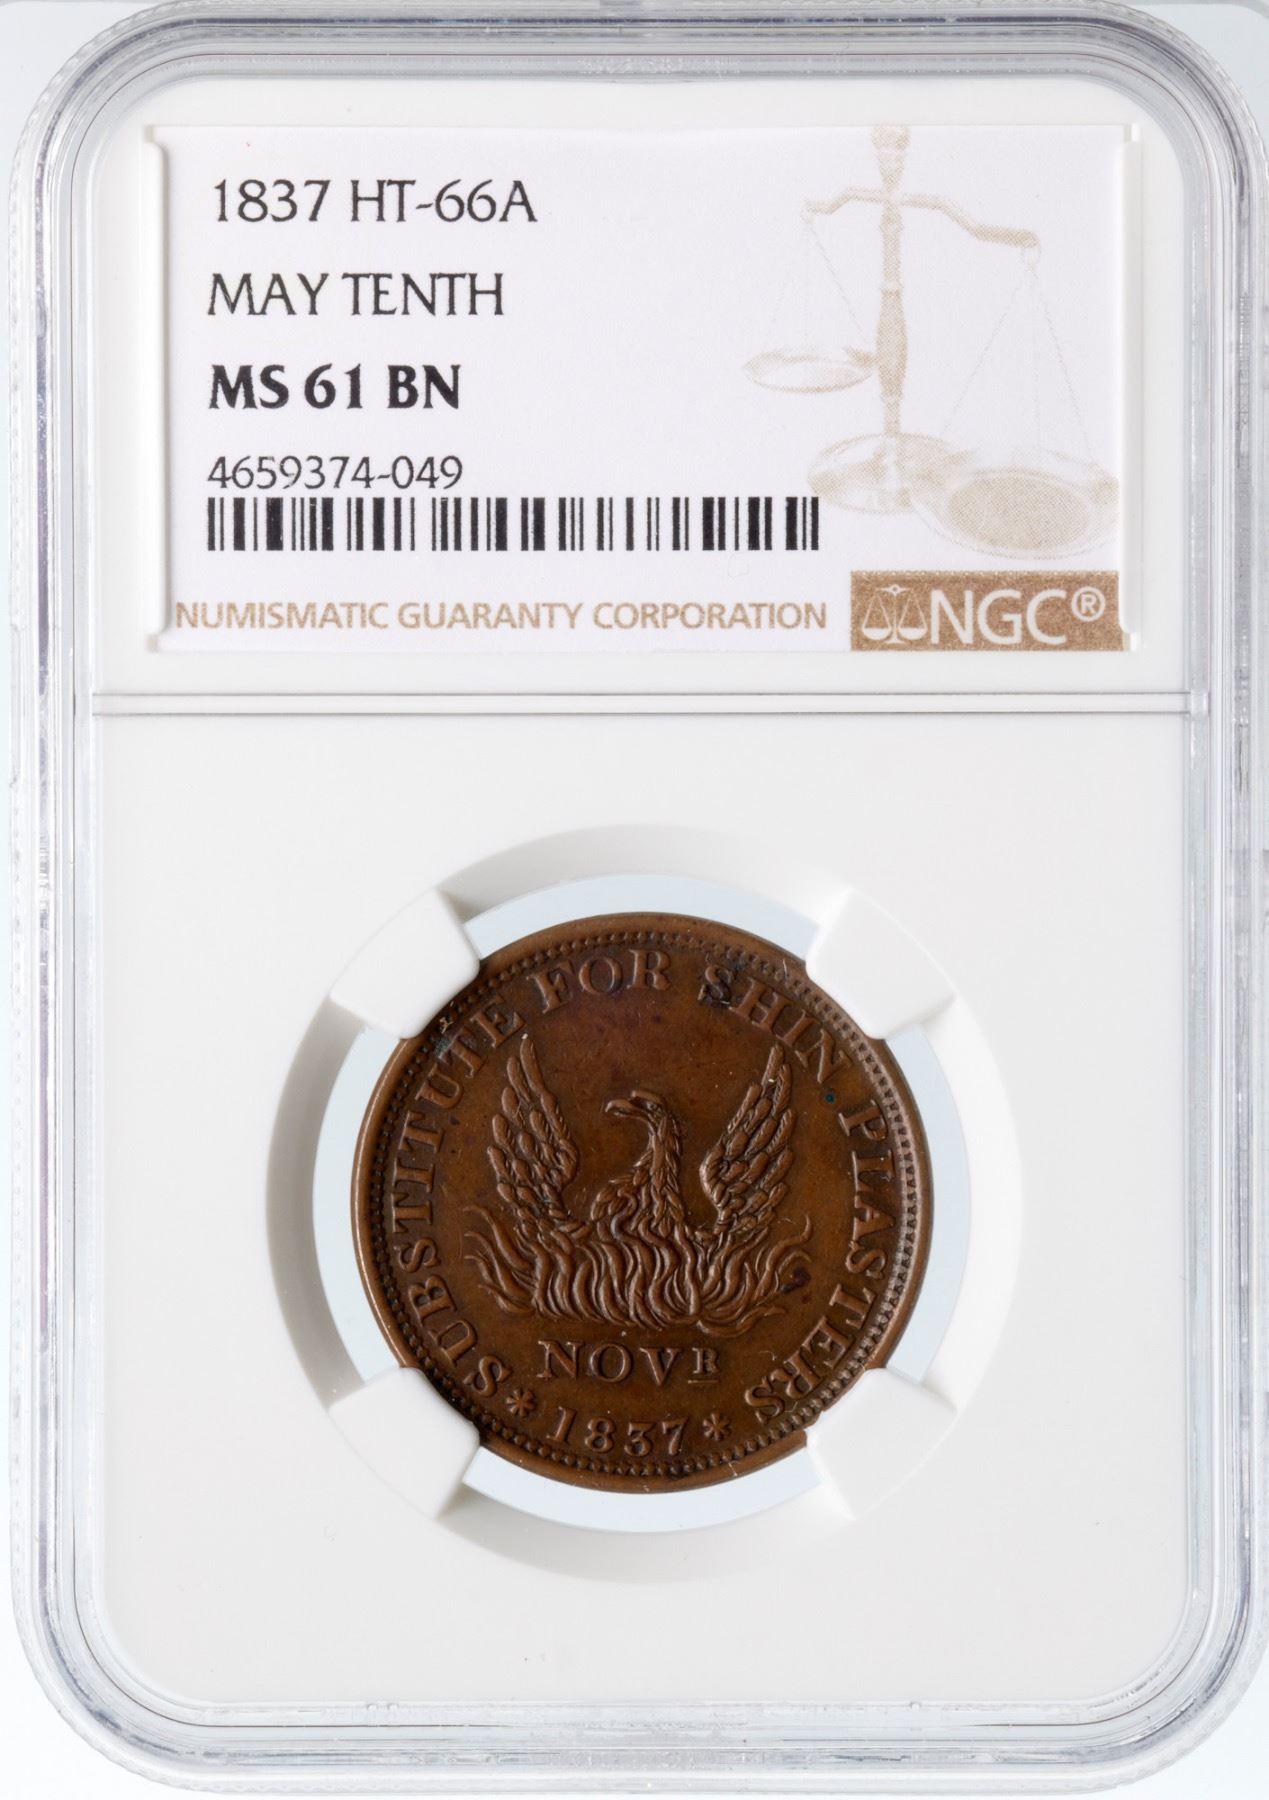 1837 HT-66A
MAY TENTH
MS 61 BN
4659374-049
NUMISMATIC GUARANTY CORPORATION
NGC®
SUBSTITUTE FOR SHIN PLASTERS
NOVR
* 1837 *